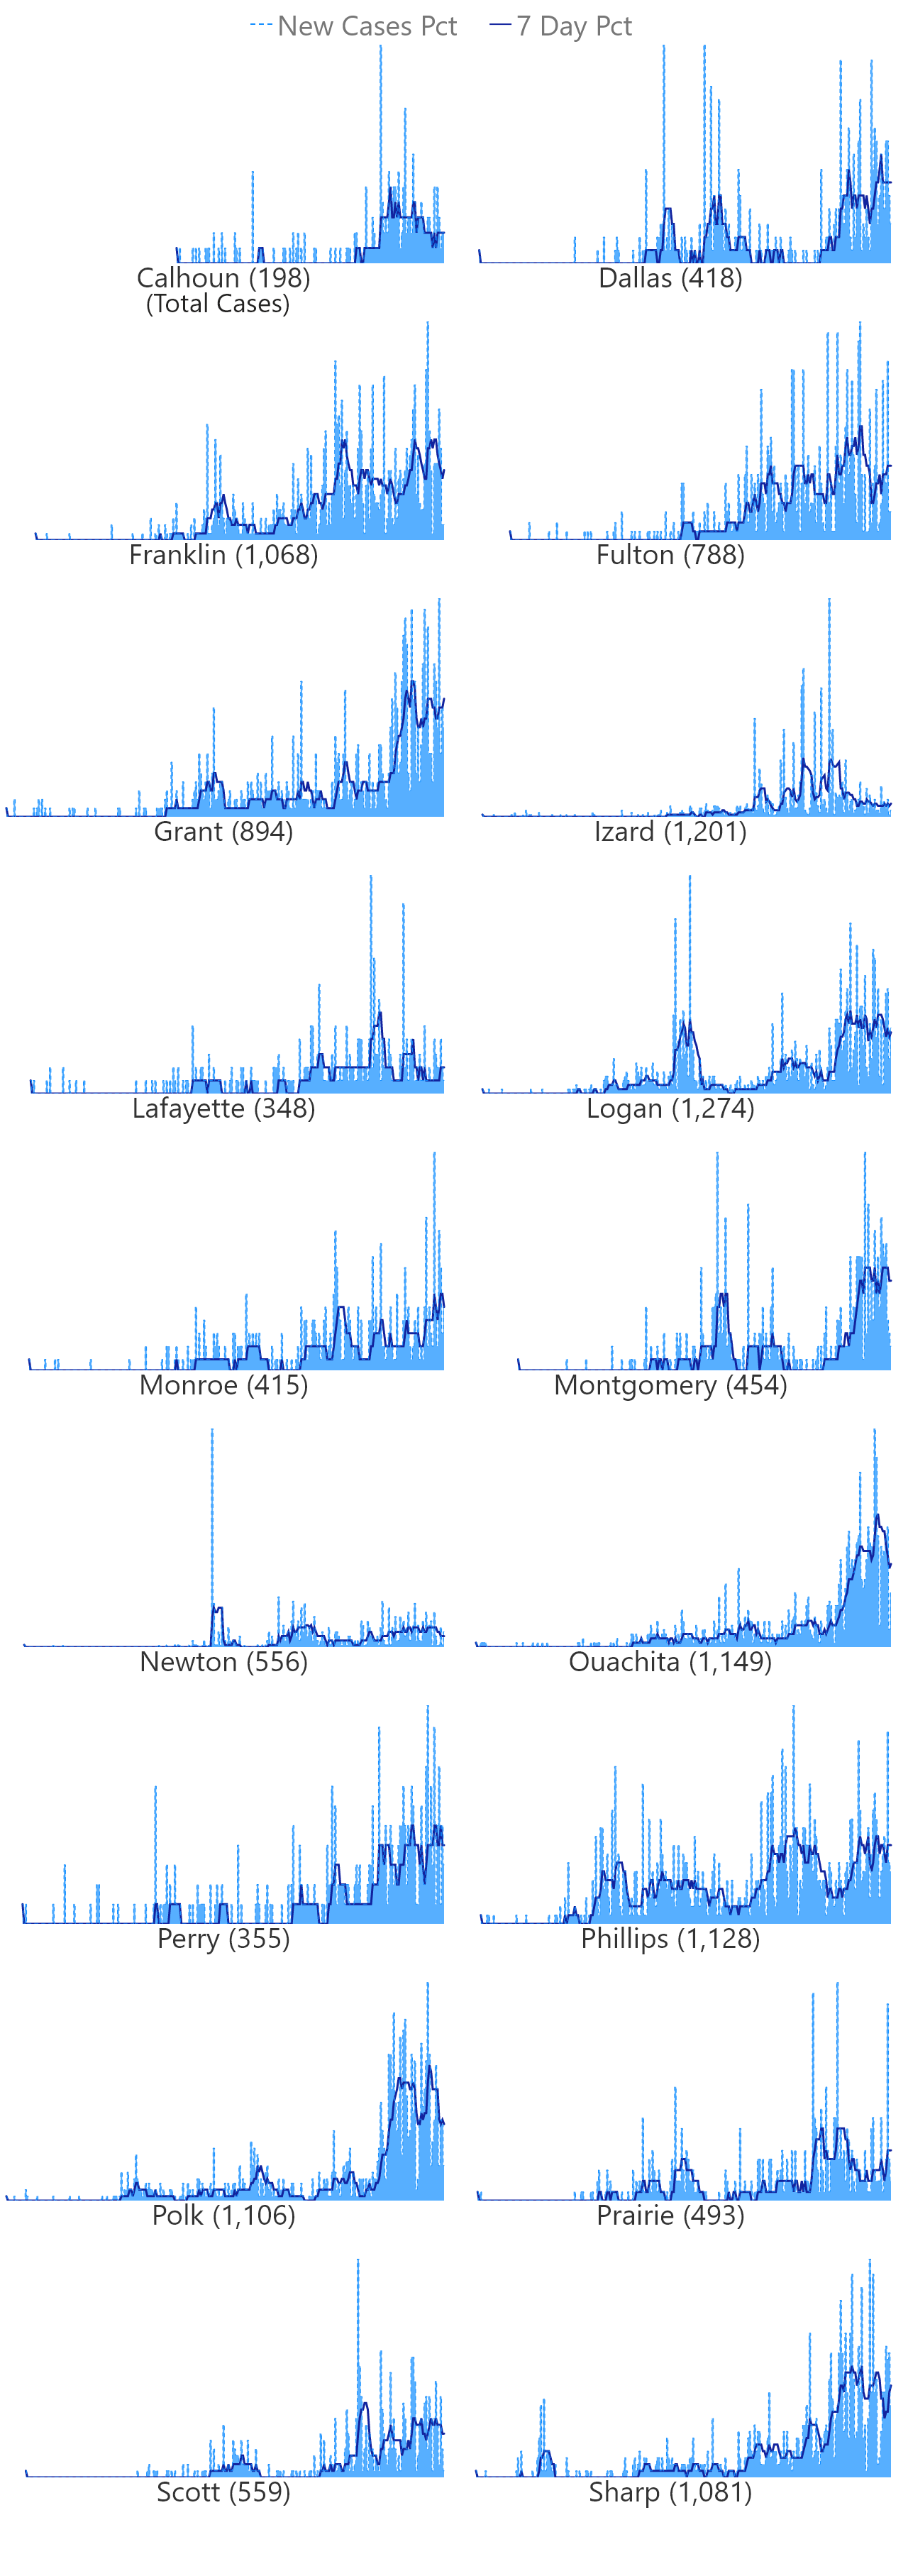 New Cases Pct 7 Day Pct
Calhoun (198) Dallas (418)
(Total Cases)
Franklin (1,068) Fulton (788)
Grant (894) Izard (1,201)
Lafayette (348) Logan (1,274)
Monroe (415) Montgomery (454)
Newton (556) Ouachita (1,149)
Perry (355) Phillips (1,128)
Polk (1,106) Prairie (493)
Scott (559) Sharp (1,081)